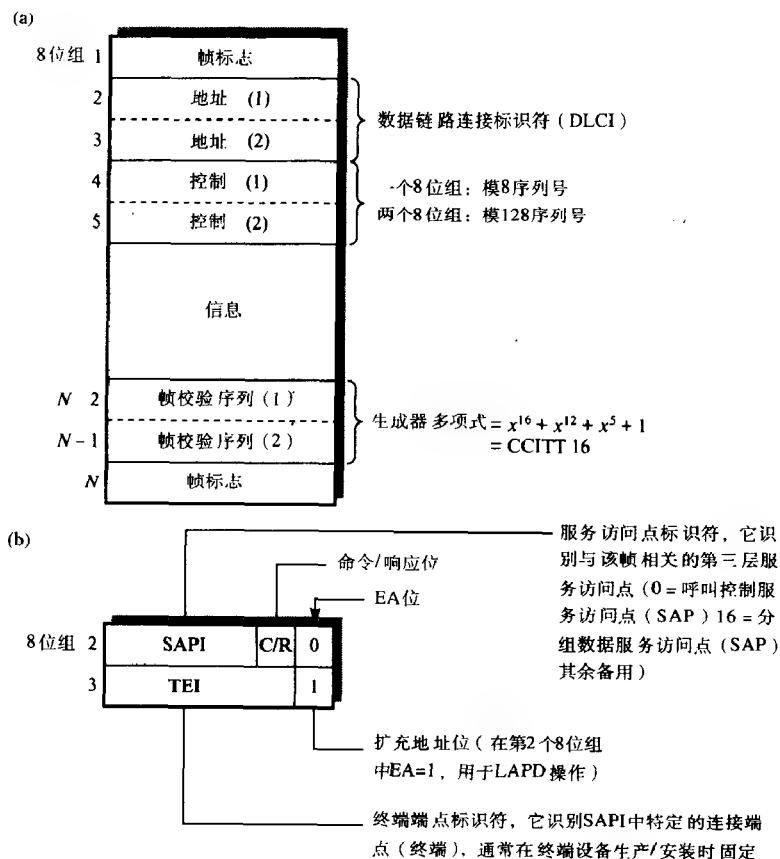 (a)
8位组 1 帧标志
2 地址 (1)
3 地址 (2)
数据链路连接标识符(DLCI)
4 控制 (1)
5 控制 (2)
一个8位组:模8序列号
两个8位组:模128序列号
信息
N 2 帧校验序列(1)
N-1 帧校验序列(2)
生成器多项式 = x¹⁶ + x¹² + x⁵ + 1
= CCITT 16
N 帧标志
(b)
服务访问点标识符,它识
别与该帧相关的第三层服
务访问点(0=呼叫控制服
务访问点(SAP)16=分
组数据服务访问点(SAP)
其余备用)
命令/响应位
EA位
8位组 2 SAPI C/R 0
3 TEI 1
扩充地址位(在第2个8位组
中EA=1,用于LAPD操作)
终端端点标识符,它识别SAPI中特定的连接端
点(终端),通常在终端设备生产/安装时固定